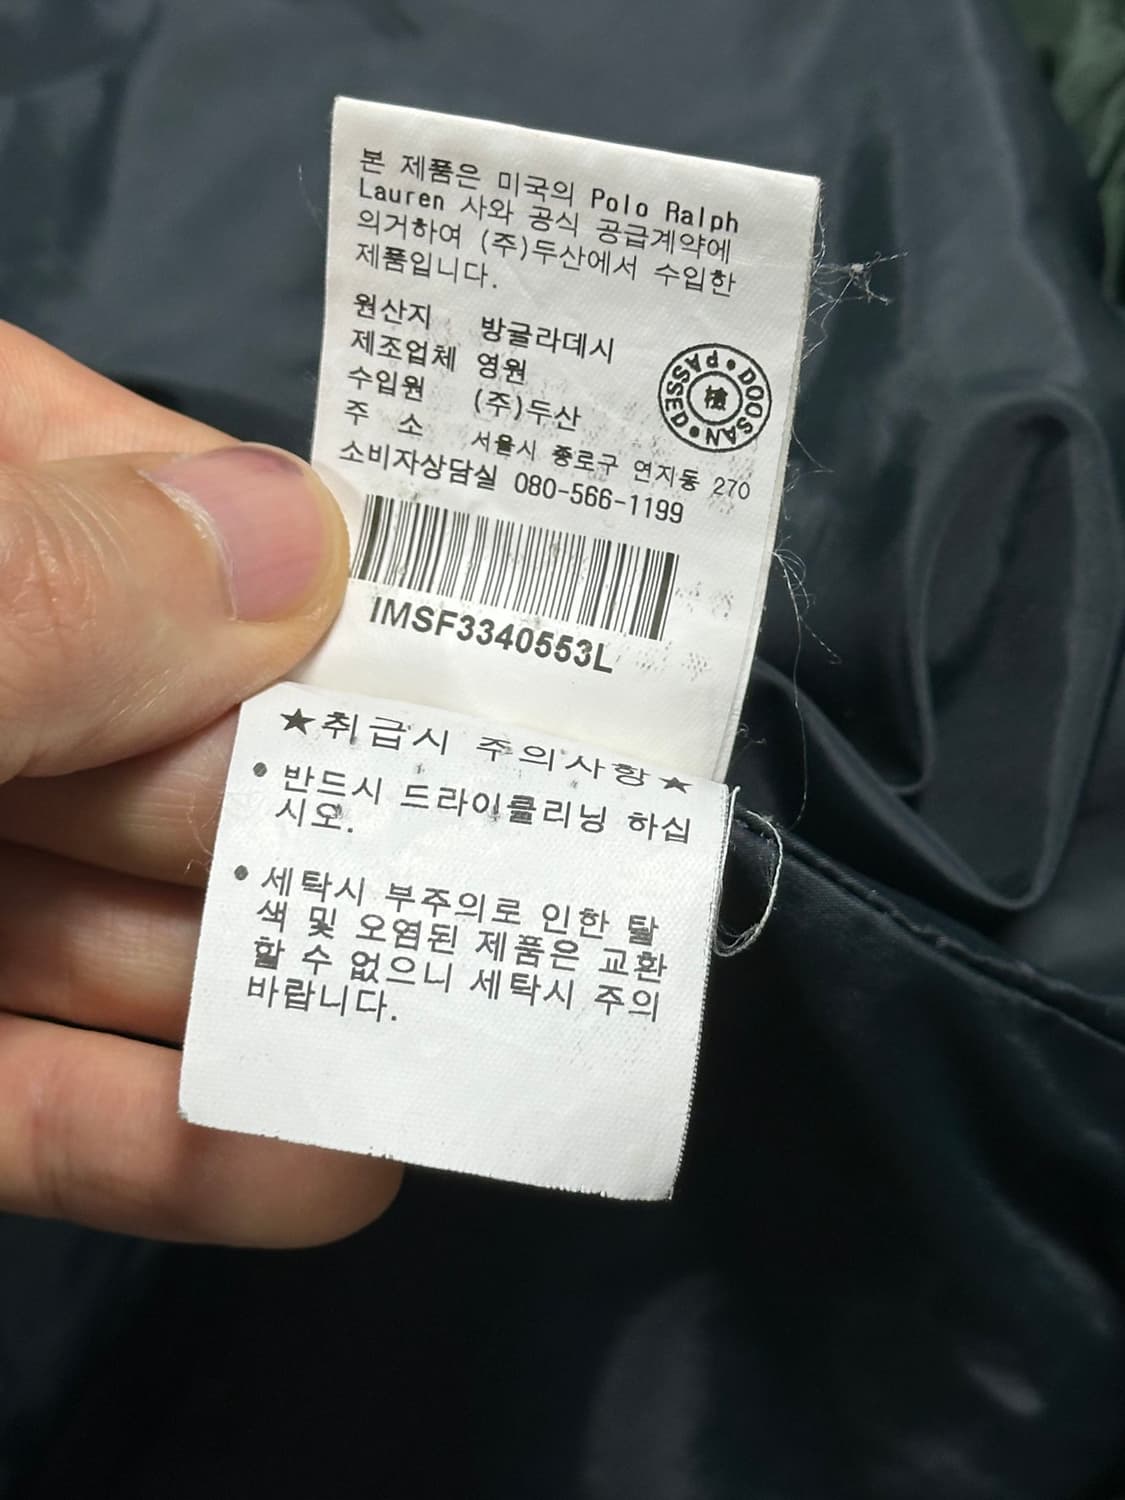 본 제품은 미국의 Polo Ralph
Lauren 사와 공식 공급계약에
의거하여 (주)두산에서 수입한
제품입니다.
원산지 방글라데시
제조업체 영원
수입원 (주)두산
주 소 서울시 종로구 연지동 270
소비자상담실 080-566-1199
DOOSAN PASSED
檢
IMSF3340553L
★취급시 주의사항★
• 반드시 드라이클리닝 하십
시오.
• 세탁시 부주의로 인한 탈
색 및 오염된 제품은 교환
할 수 없으니 세탁시 주의
바랍니다.